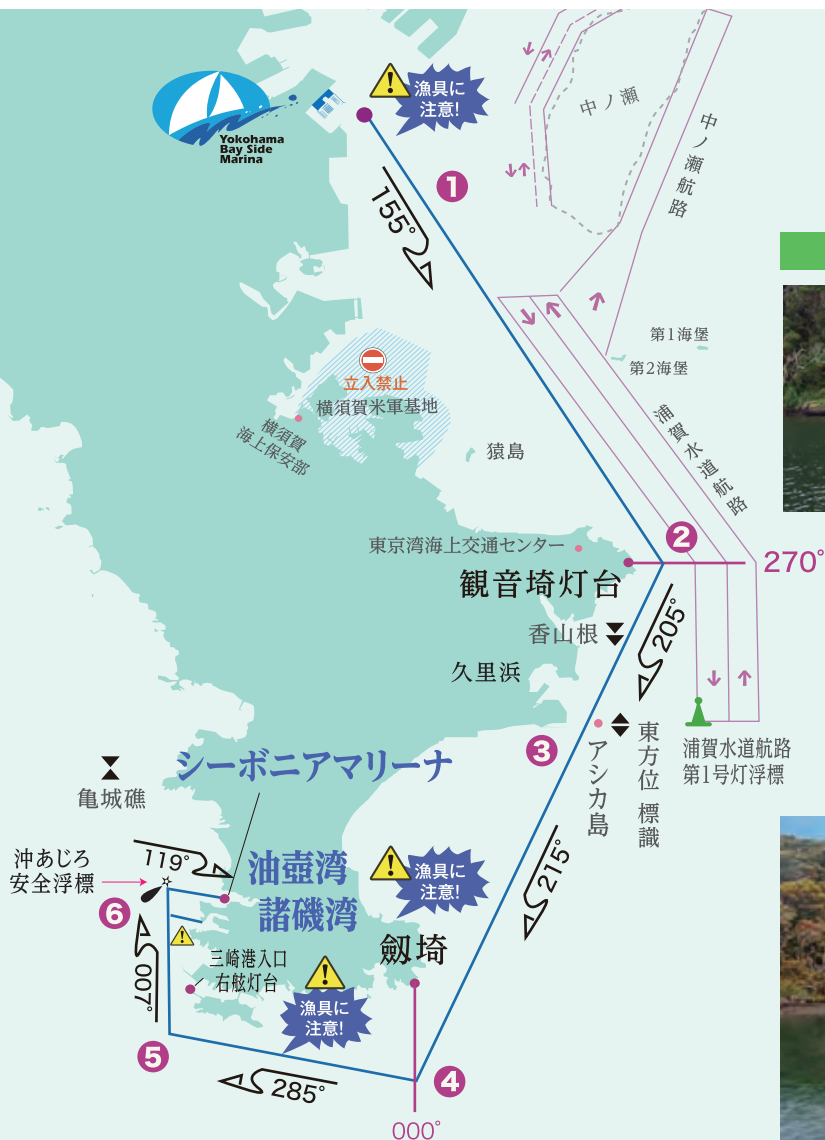 Yokohama
Bay Side
Marina
漁具に
注意!
中ノ瀬
中ノ瀬航路
1
155°
第1海堡
第2海堡
立入禁止
横須賀米軍基地
横須賀
海上保安部
猿島
浦賀水道航路
2
東京湾海上交通センター
270°
観音埼灯台
香山根
205°
久里浜
3
アシカ島
東方位 標識
浦賀水道航路
第1号灯浮標
シーボニアマリーナ
亀城礁
沖あじろ
安全浮標
119°
油壺湾
諸磯湾
漁具に
注意!
215°
6
劔埼
三崎港入口
右舷灯台
007°
漁具に
注意!
5
285°
4
000°